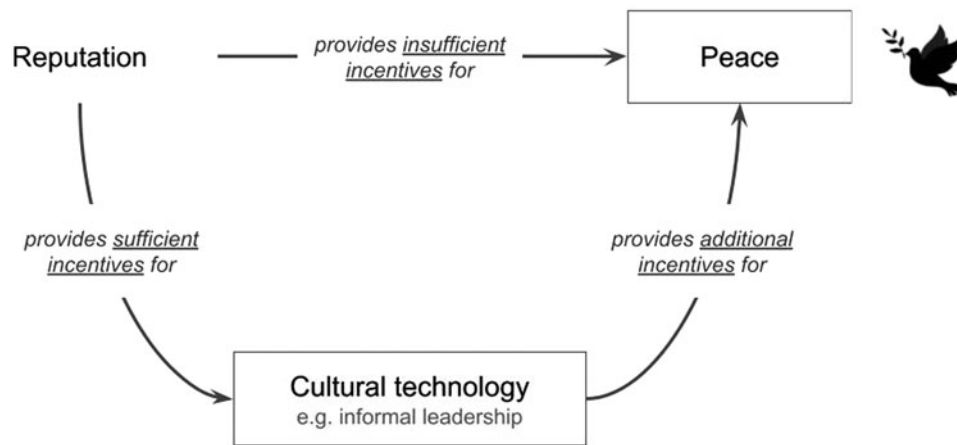 Reputation
provides insufficient
incentives for
Peace
provides sufficient
incentives for
provides additional
incentives for
Cultural technology
e.g. informal leadership